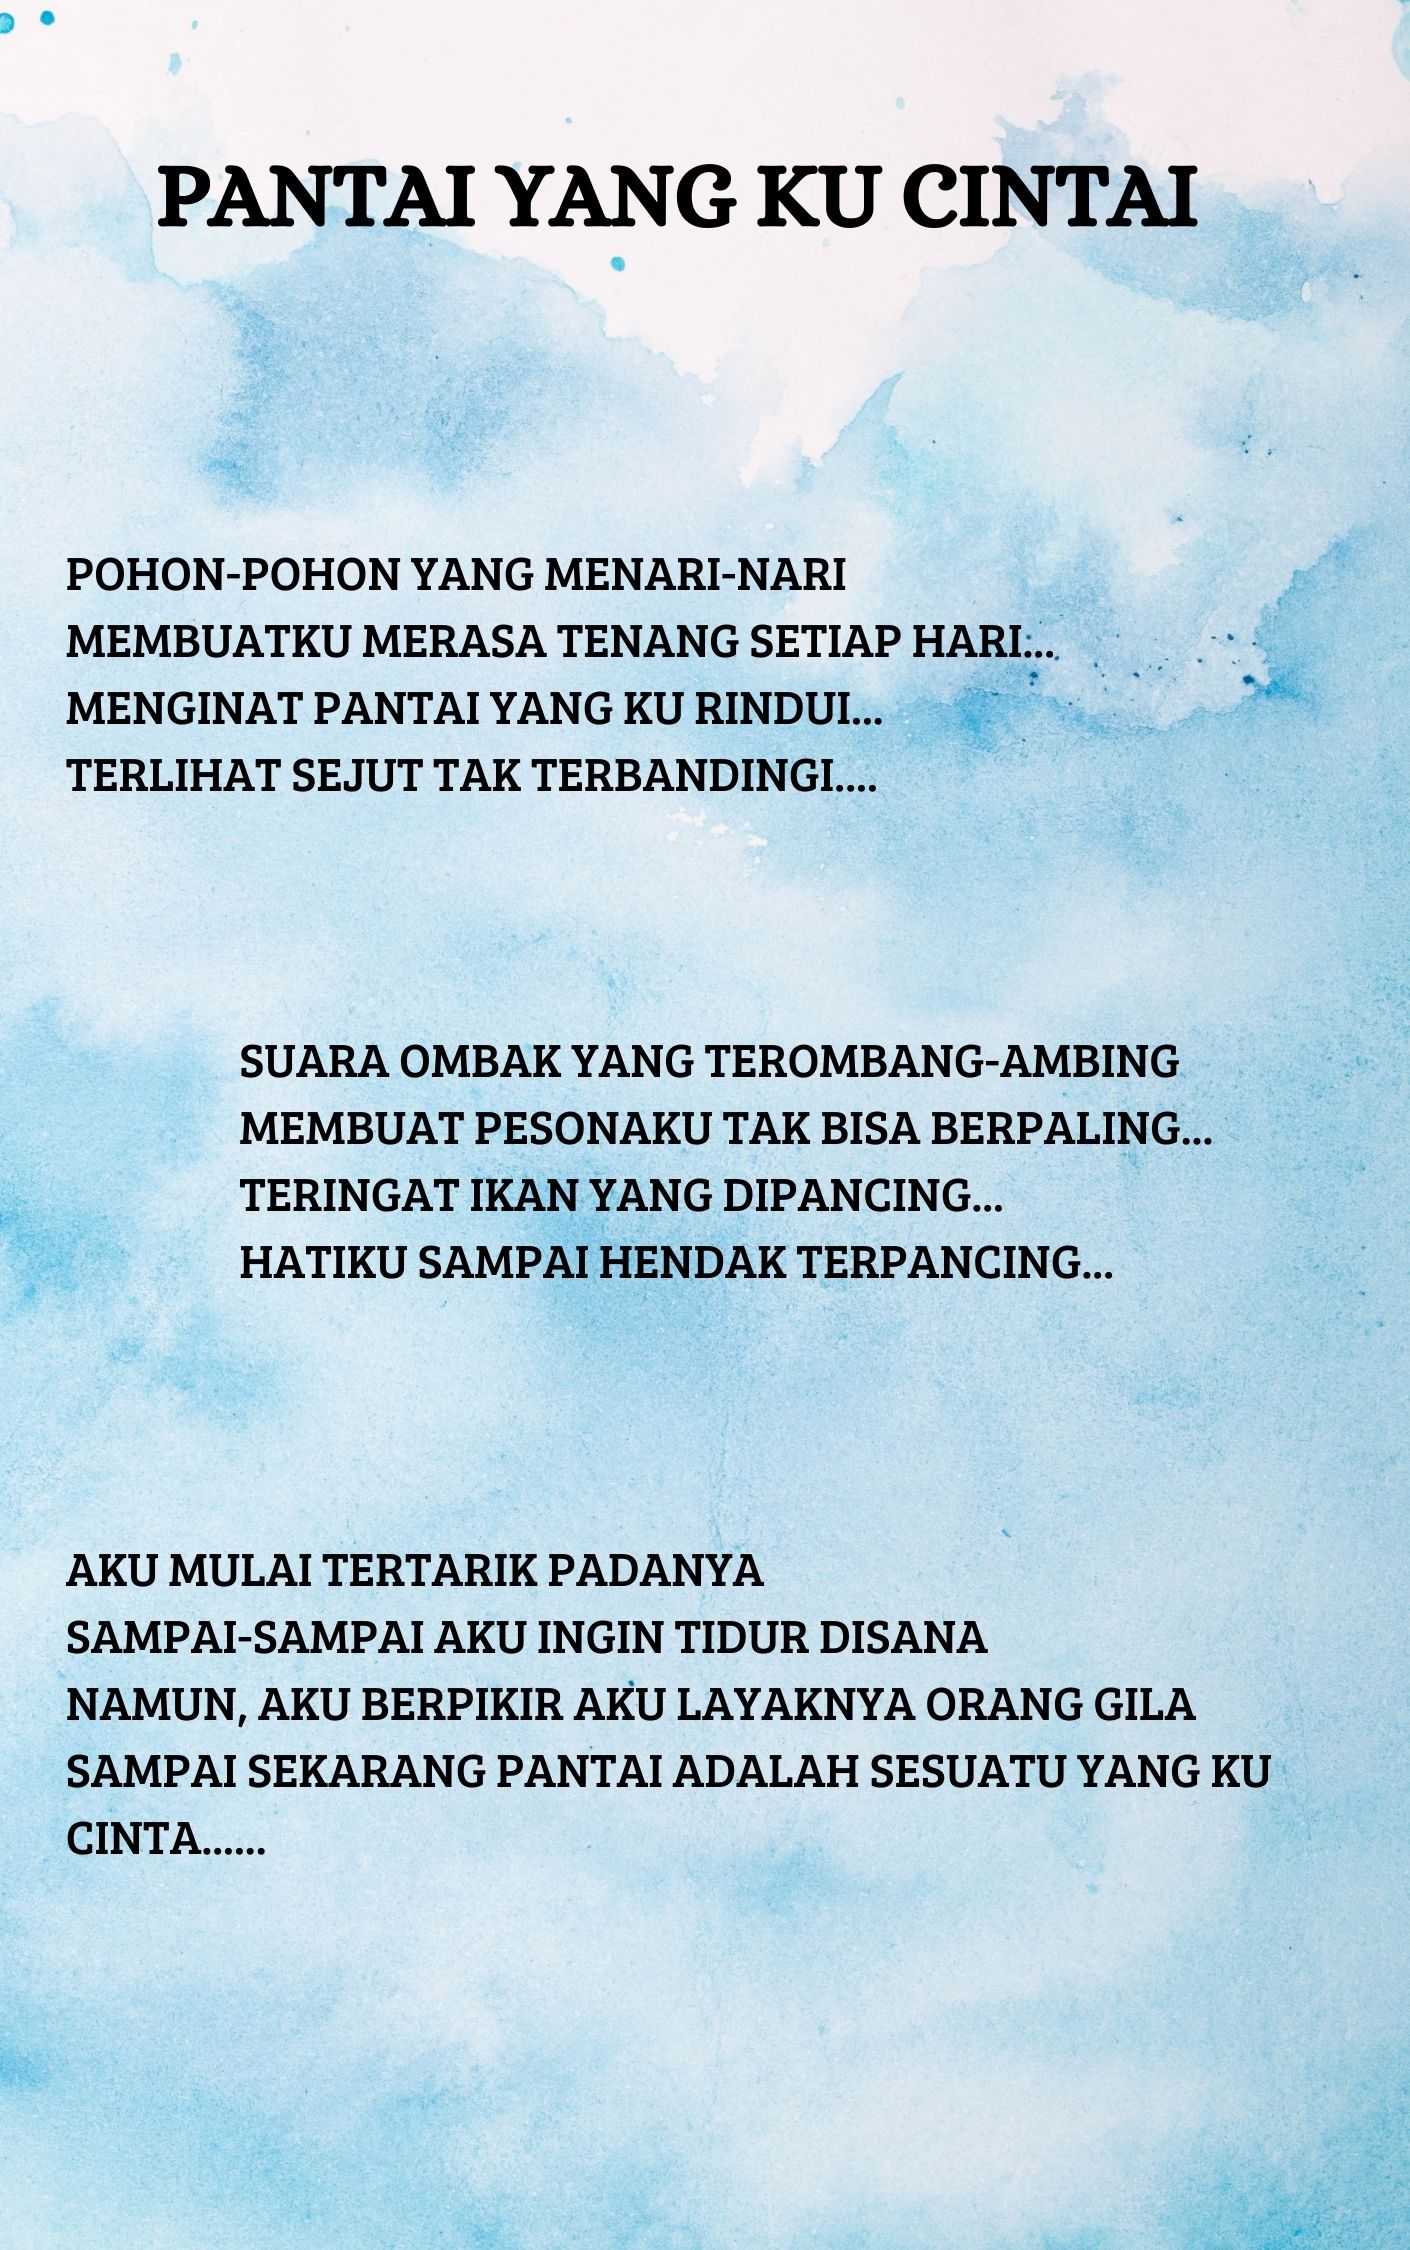 PANTAI YANG KU CINTAI
POHON-POHON YANG MENARI-NARI
MEMBUATKU MERASA TENANG SETIAP HARI...
MENGINAT PANTAI YANG KU RINDUI...
TERLIHAT SEJUT TAK TERBANDINGI....
SUARA OMBAK YANG TEROMBANG-AMBING
MEMBUAT PESONAKU TAK BISA BERPALING...
TERINGAT IKAN YANG DIPANCING...
HATIKU SAMPAI HENDAK TERPANCING...
AKU MULAI TERTARIK PADANYA
SAMPAI-SAMPAI AKU INGIN TIDUR DISANA
NAMUN, AKU BERPIKIR AKU LAYAKNYA ORANG GILA
SAMPAI SEKARANG PANTAI ADALAH SESUATU YANG KU
CINTA......